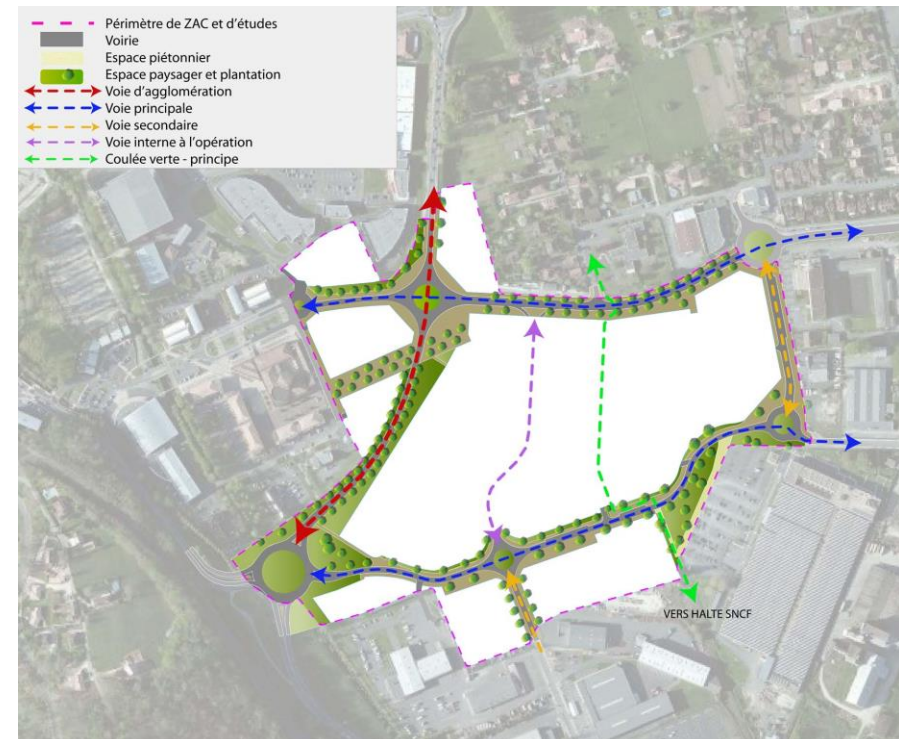 Périmètre de ZAC et d'études
Voirie
Espace piétonnier
Espace paysager et plantation
Voie d'agglomération
Voie principale
Voie secondaire
Voie interne à l'opération
Coulée verte - principe
VERS HALTE SNCF